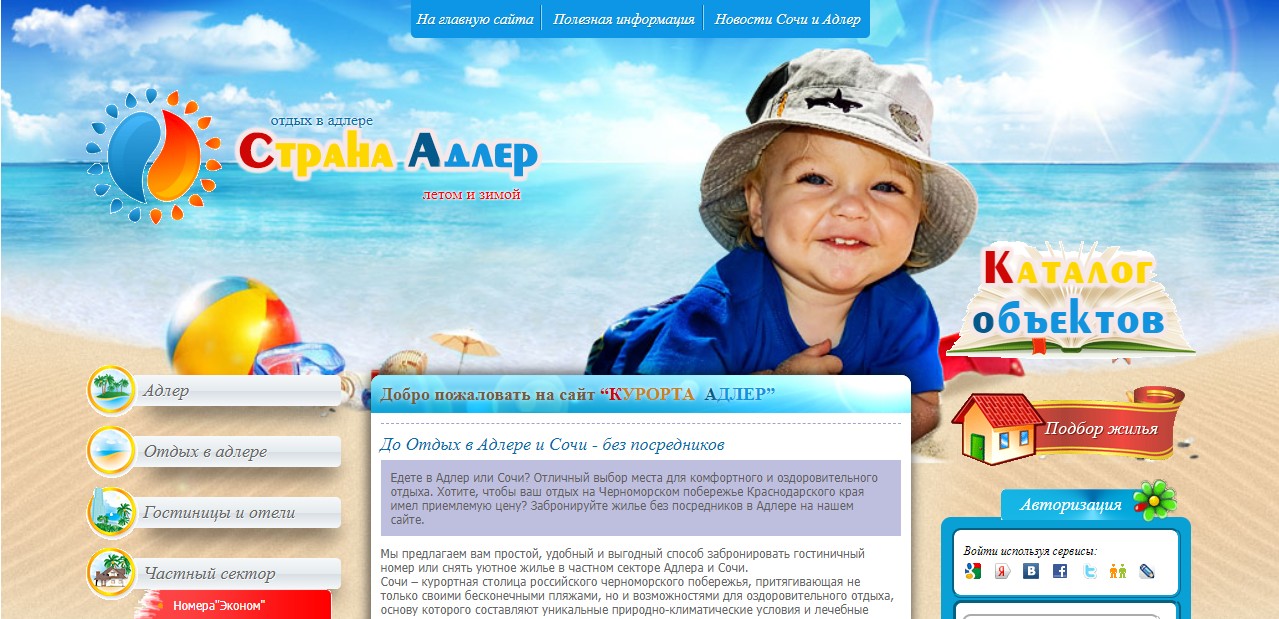 На главную сайта
Полезная информация
Новости Сочи и Адлер
отдых в адлере
Страна Адлер
летом и зимой
Каталог
объектов
Адлер
Отдых в адлере
Гостиницы и отели
Частный сектор
Номера"Эконом"
Добро пожаловать на сайт “КУРОРТА АДЛЕР”
До Отдых в Адлере и Сочи - без посредников
Едете в Адлер или Сочи? Отличный выбор места для комфортного и оздоровительного
отдыха. Хотите, чтобы ваш отдых на Черноморском побережье Краснодарского края
имел приемлемую цену? Забронируйте жилье без посредников в Адлере на нашем
сайте.
Мы предлагаем вам простой, удобный и выгодный способ забронировать гостиничный
номер или снять уютное жилье в частном секторе Адлера и Сочи.
Сочи – курортная столица российского черноморского побережья, притягивающая не
только своими бесконечными пляжами, но и возможностями для оздоровительного отдыха,
основу которого составляют уникальные природно-климатические условия и лечебные
Подбор жилья
Авторизация
Войти используя сервисы: